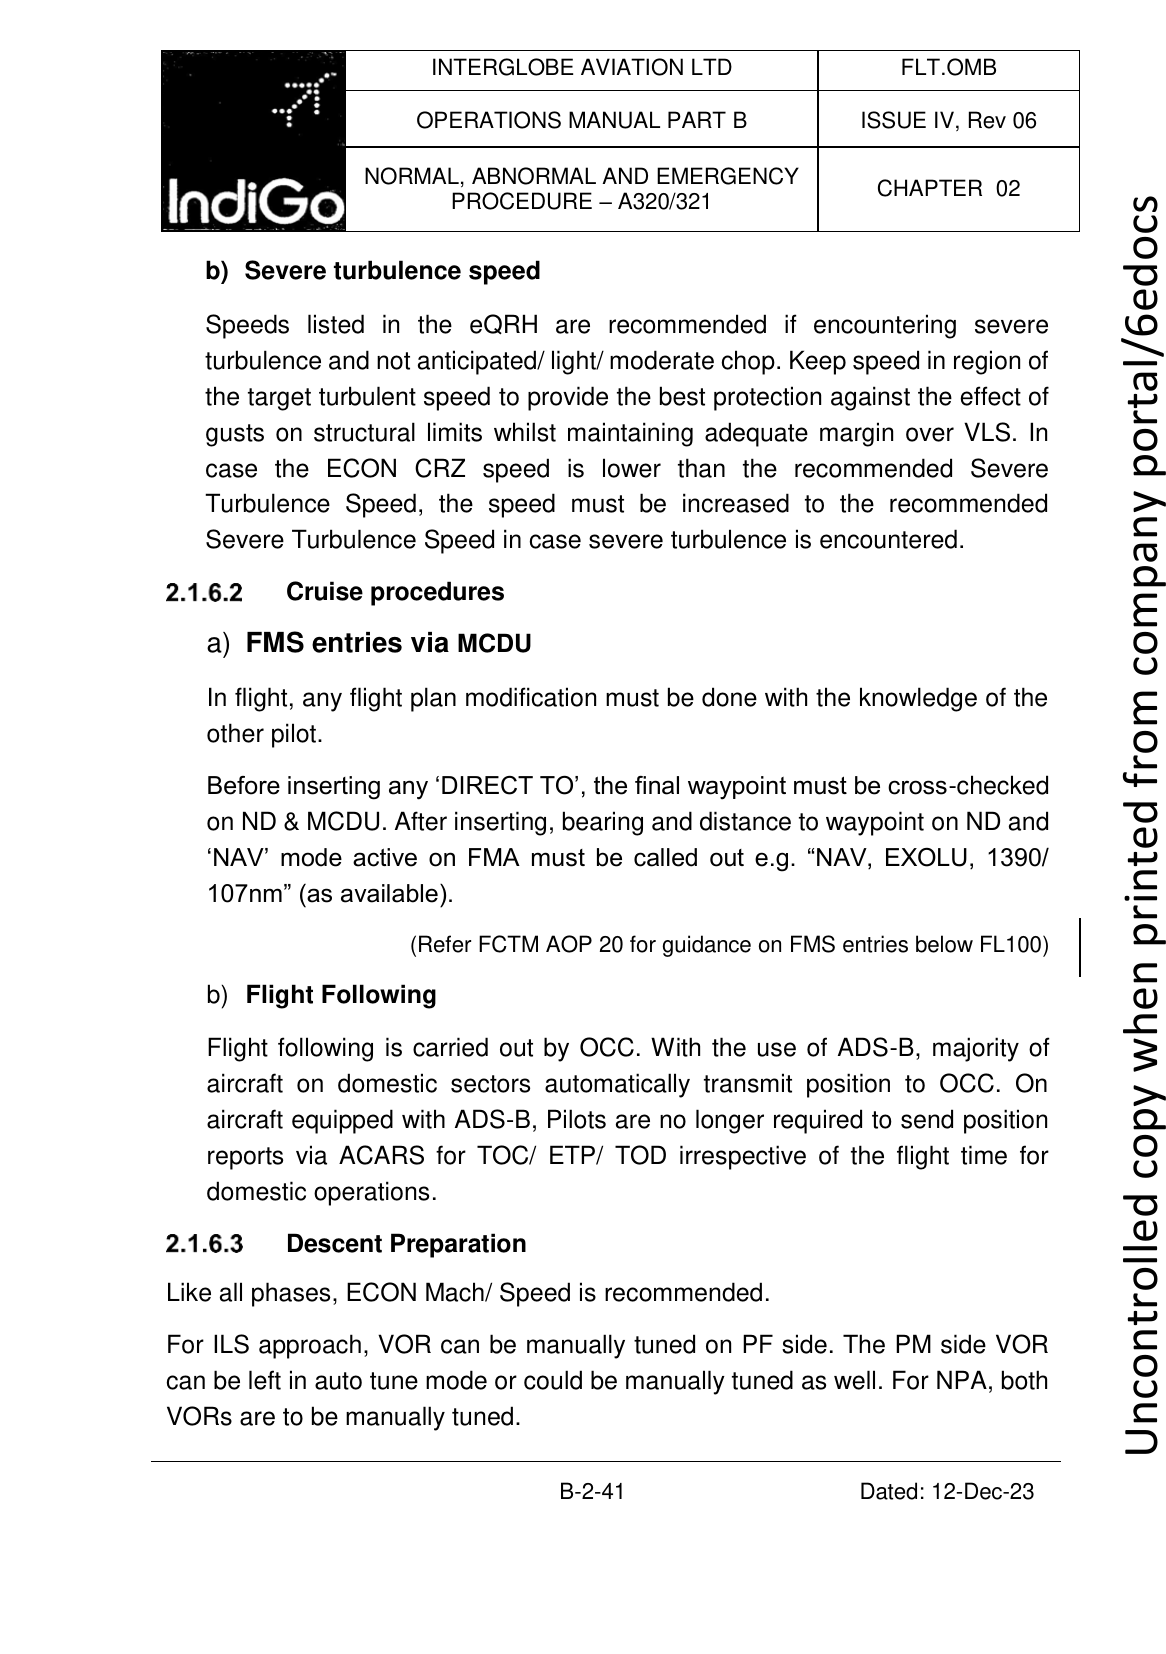 IndiGo
INTERGLOBE AVIATION LTD
FLT.OMB
OPERATIONS MANUAL PART B
ISSUE IV, Rev 06
NORMAL, ABNORMAL AND EMERGENCY
PROCEDURE – A320/321
CHAPTER  02
b)  Severe turbulence speed
Speeds listed in the eQRH are recommended if encountering severe
turbulence and not anticipated/ light/ moderate chop. Keep speed in region of
the target turbulent speed to provide the best protection against the effect of
gusts on structural limits whilst maintaining adequate margin over VLS. In
case the ECON CRZ speed is lower than the recommended Severe
Turbulence Speed, the speed must be increased to the recommended
Severe Turbulence Speed in case severe turbulence is encountered.
2.1.6.2 Cruise procedures
a) FMS entries via MCDU
In flight, any flight plan modification must be done with the knowledge of the
other pilot.
Before inserting any ‘DIRECT TO’, the final waypoint must be cross-checked
on ND & MCDU. After inserting, bearing and distance to waypoint on ND and
‘NAV’ mode active on FMA must be called out e.g. “NAV, EXOLU, 1390/
107nm” (as available).
(Refer FCTM AOP 20 for guidance on FMS entries below FL100)
b) Flight Following
Flight following is carried out by OCC. With the use of ADS-B, majority of
aircraft on domestic sectors automatically transmit position to OCC. On
aircraft equipped with ADS-B, Pilots are no longer required to send position
reports via ACARS for TOC/ ETP/ TOD irrespective of the flight time for
domestic operations.
2.1.6.3 Descent Preparation
Like all phases, ECON Mach/ Speed is recommended.
For ILS approach, VOR can be manually tuned on PF side. The PM side VOR
can be left in auto tune mode or could be manually tuned as well. For NPA, both
VORs are to be manually tuned.
B-2-41
Dated: 12-Dec-23
Uncontrolled copy when printed from company portal/6edocs